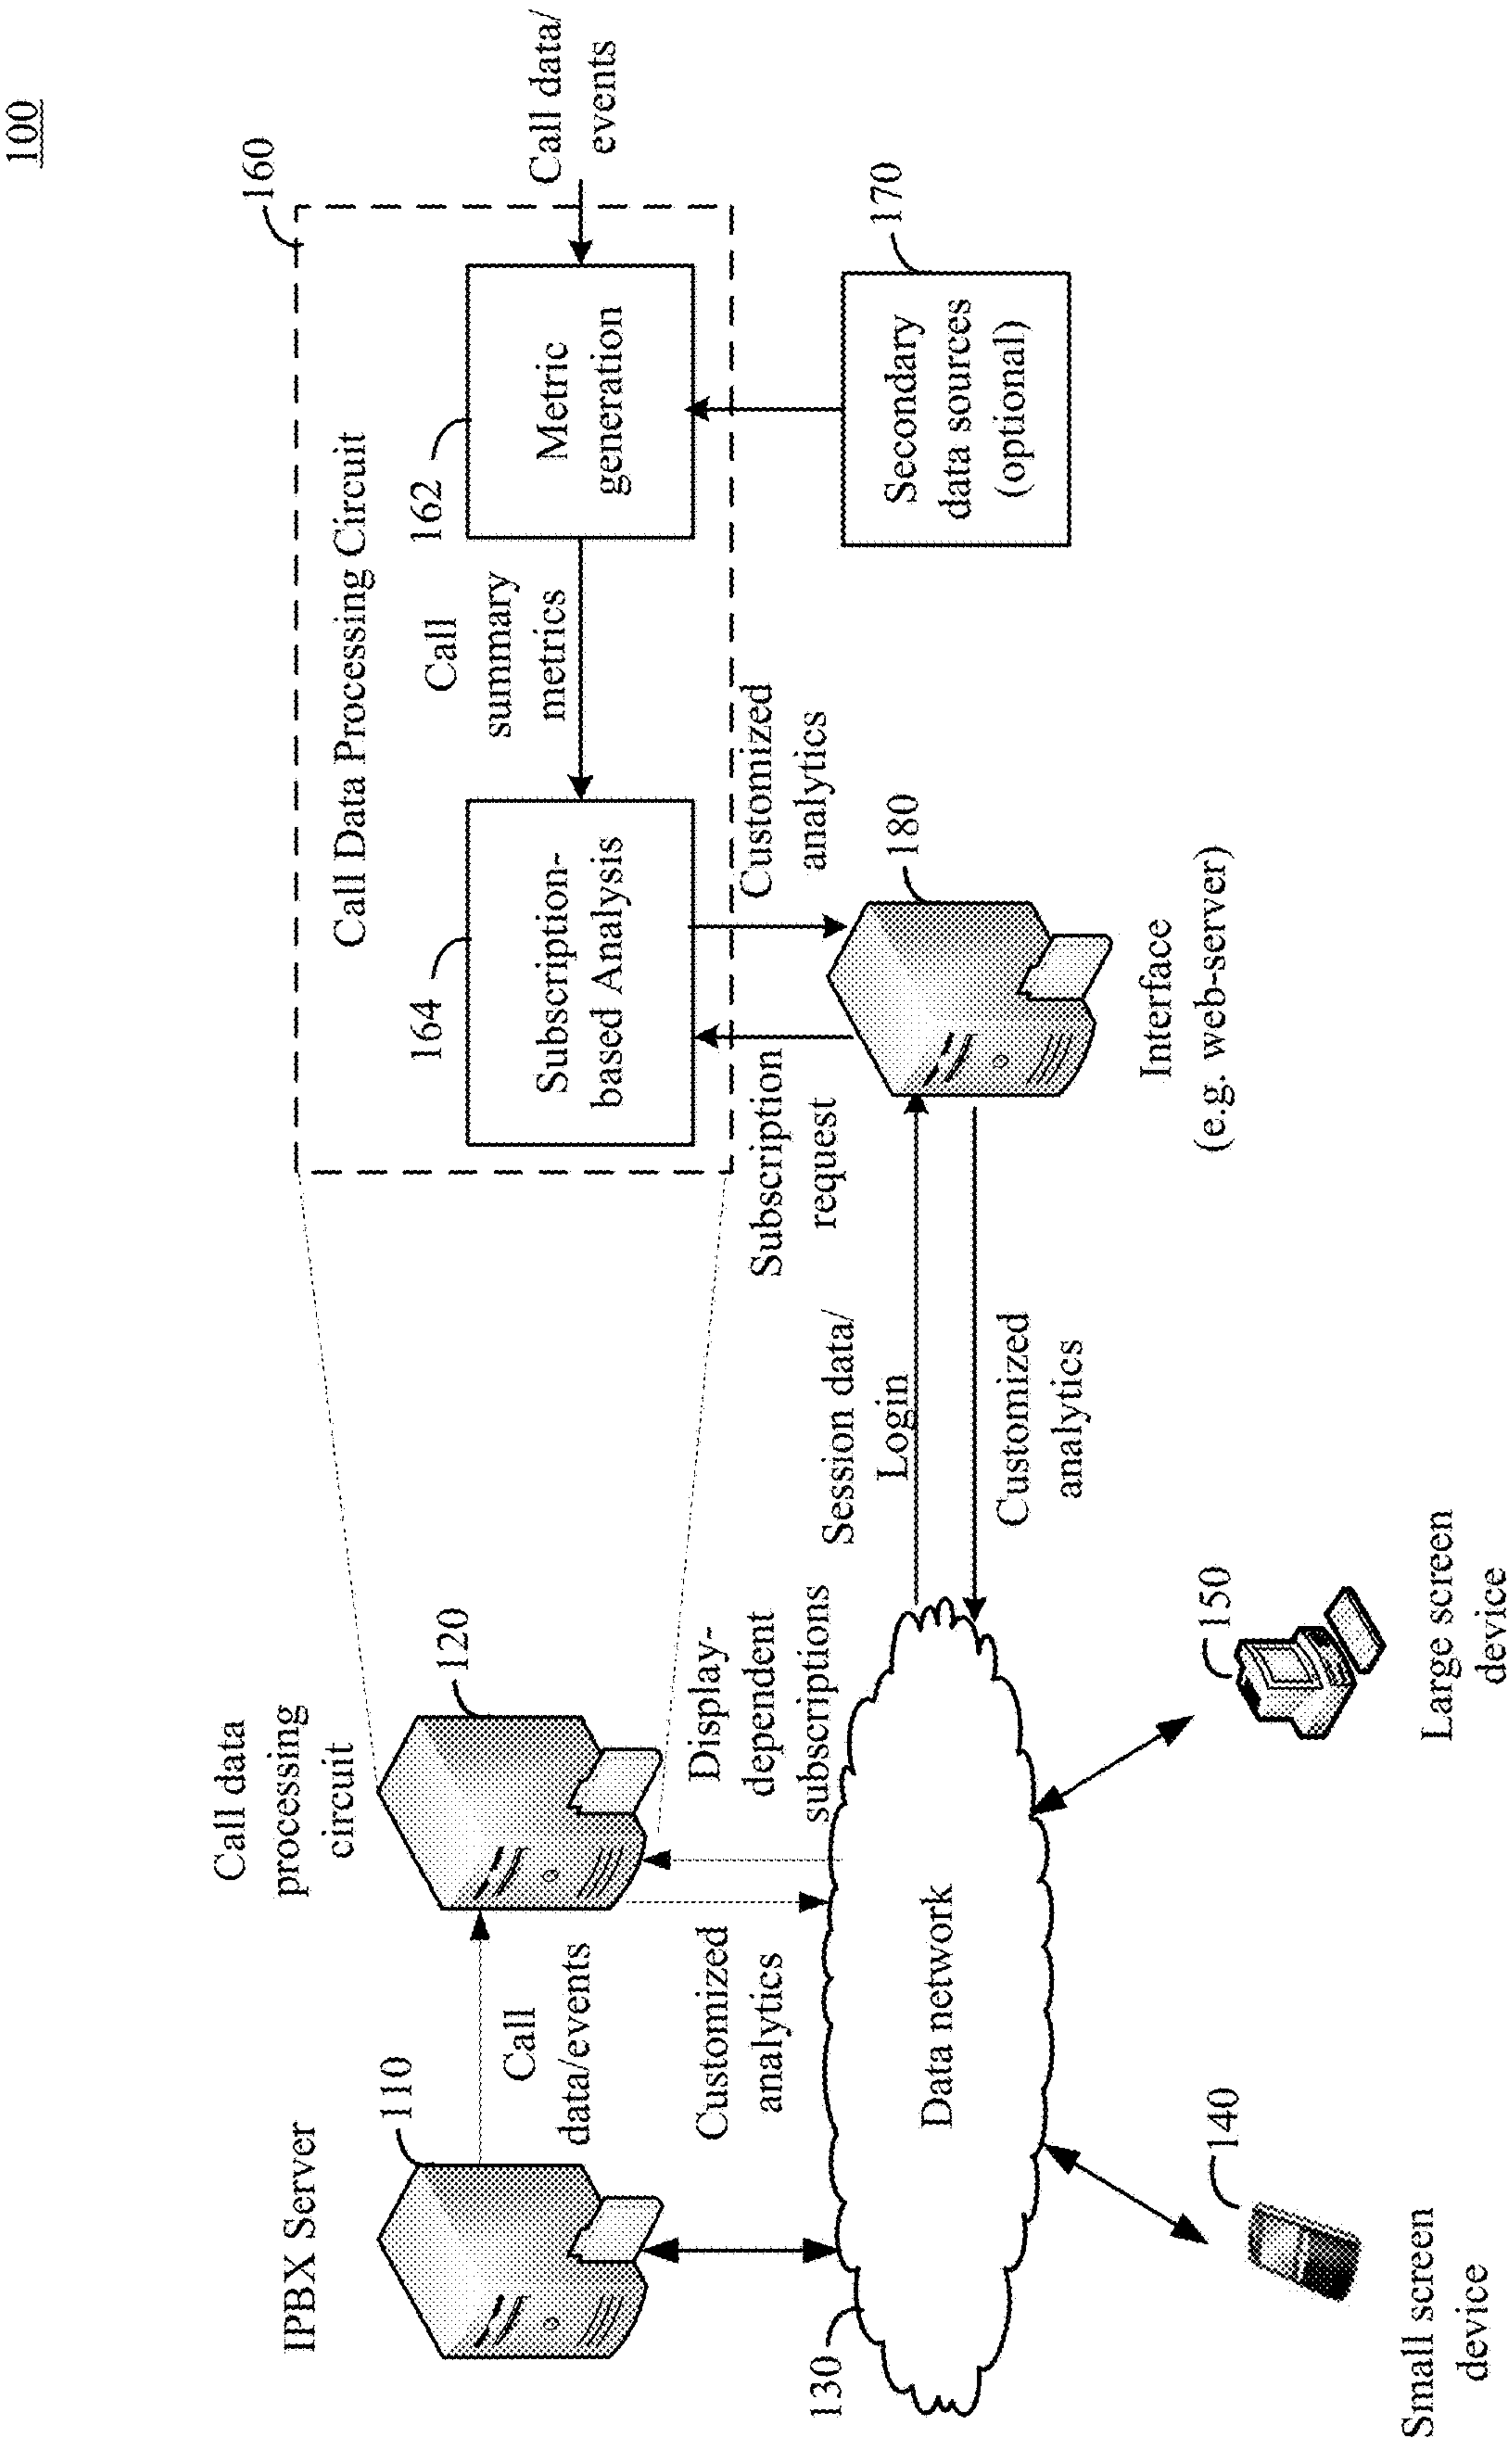 100
160
Call Data Processing Circuit
Call data/
events
162
Metric
generation
Call
summary
metrics
164
Subscription-
based Analysis
170
Secondary
data sources
(optional)
Customized
analytics
Subscription
request
180
Interface
(e.g. web-server)
Session data/
Login
Customized
analytics
IPBX Server
110
Call
data/events
Call data
processing
circuit
120
Customized
analytics
Display-
dependent
subscriptions
130
Data network
140
Small screen
device
150
Large screen
device